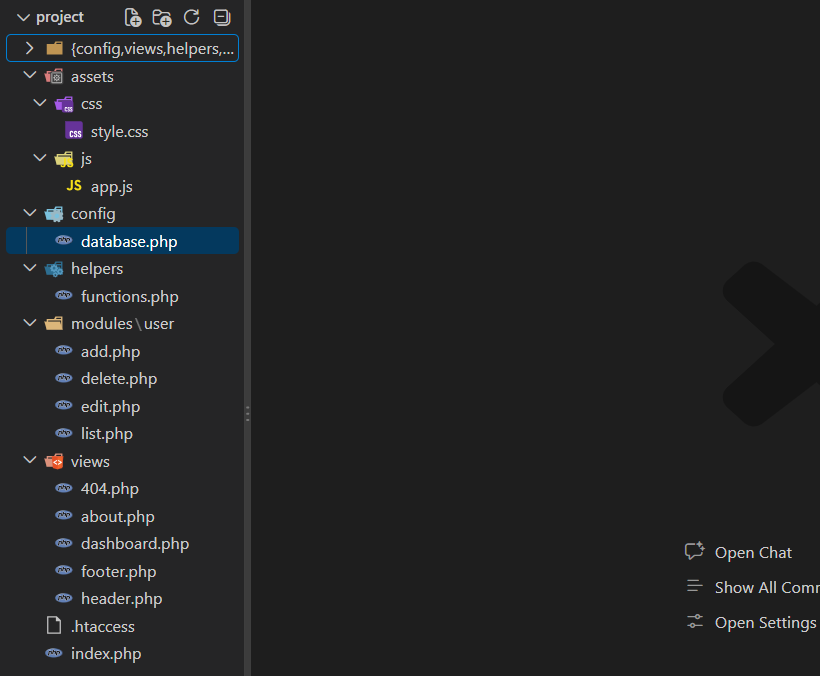 project
{config,views,helpers,...
assets
css
style.css
js
JS app.js
config
database.php
helpers
functions.php
modules\user
add.php
delete.php
edit.php
list.php
views
404.php
about.php
dashboard.php
footer.php
header.php
.htaccess
index.php
Open Chat
Show All Comm
Open Settings